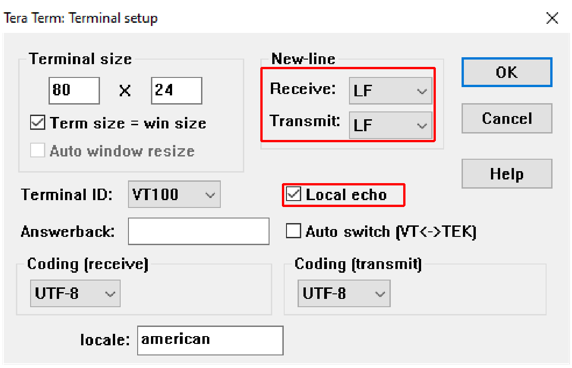 Tera Term: Terminal setup
Terminal size
80 X 24
Term size = win size
Auto window resize
New-line
Receive: LF
Transmit: LF
OK
Cancel
Help
Terminal ID: VT100
Local echo
Answerback:
Auto switch (VT<->TEK)
Coding (receive)
UTF-8
Coding (transmit)
UTF-8
locale: american